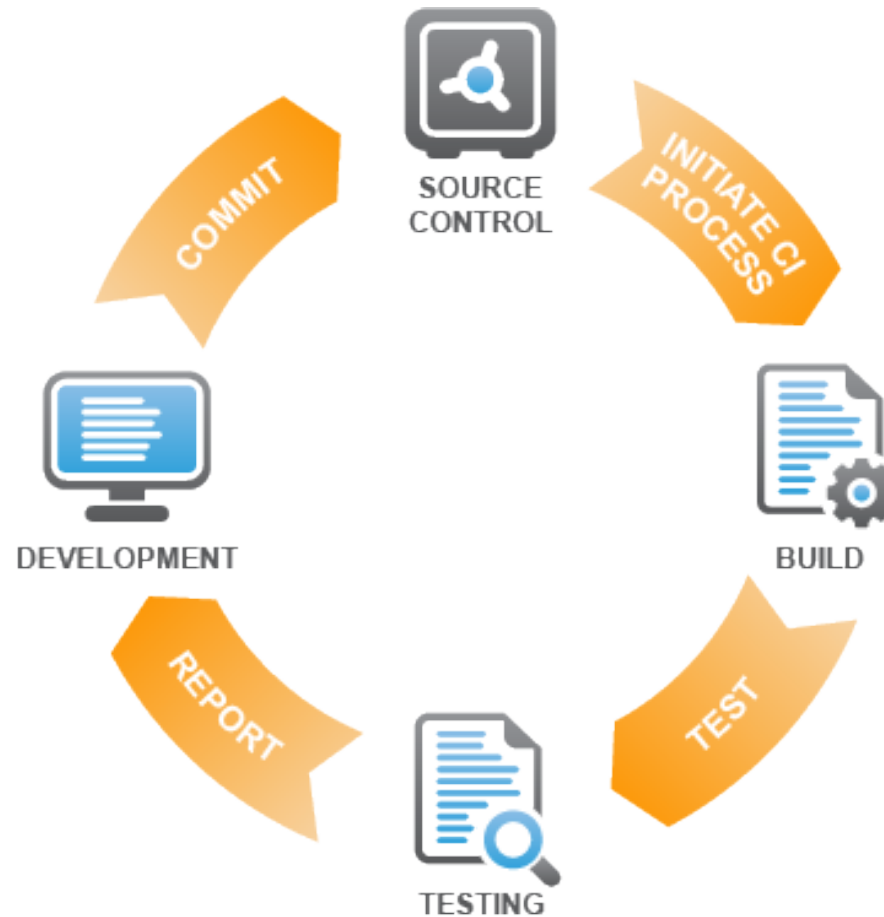 SOURCE
CONTROL
INITIATE CI
PROCESS
BUILD
TEST
TESTING
REPORT
DEVELOPMENT
COMMIT